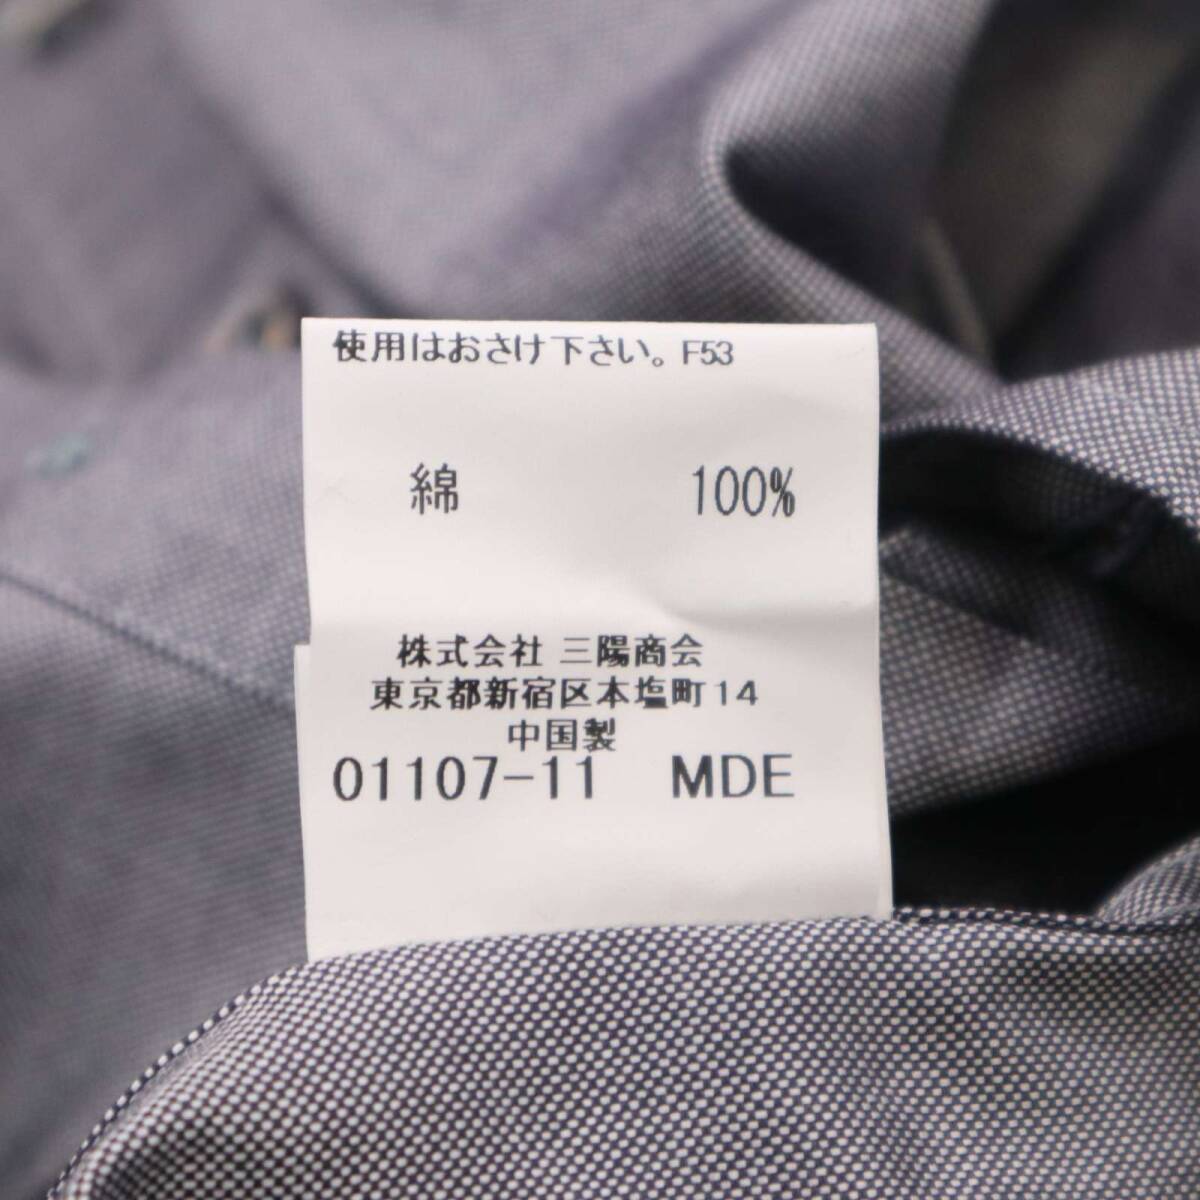 使用はおさけ下さい。F53
綿 100%
株式会社 三陽商会
東京都新宿区本塩町14
中国製
01107-11 MDE